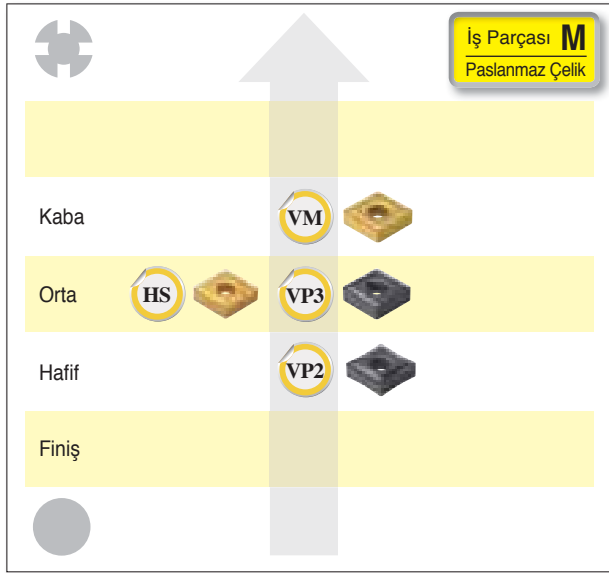 İş Parçası M
Paslanmaz Çelik
Kaba VM
Orta HS VP3
Hafif VP2
Finiş